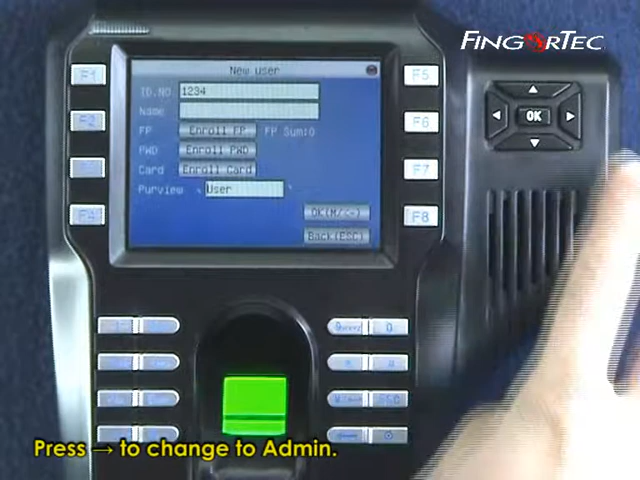 FINGERTEC
New user
ID.NO 1234
Name
FP Enroll FP FP Sum:0
PWD Enroll PWD
Card Enroll Card
Purview User
OK(M/<-)
Back(ESC)
F1
F2
F4
F5
F6
F7
F8
OK
ESC
Press → to change to Admin.